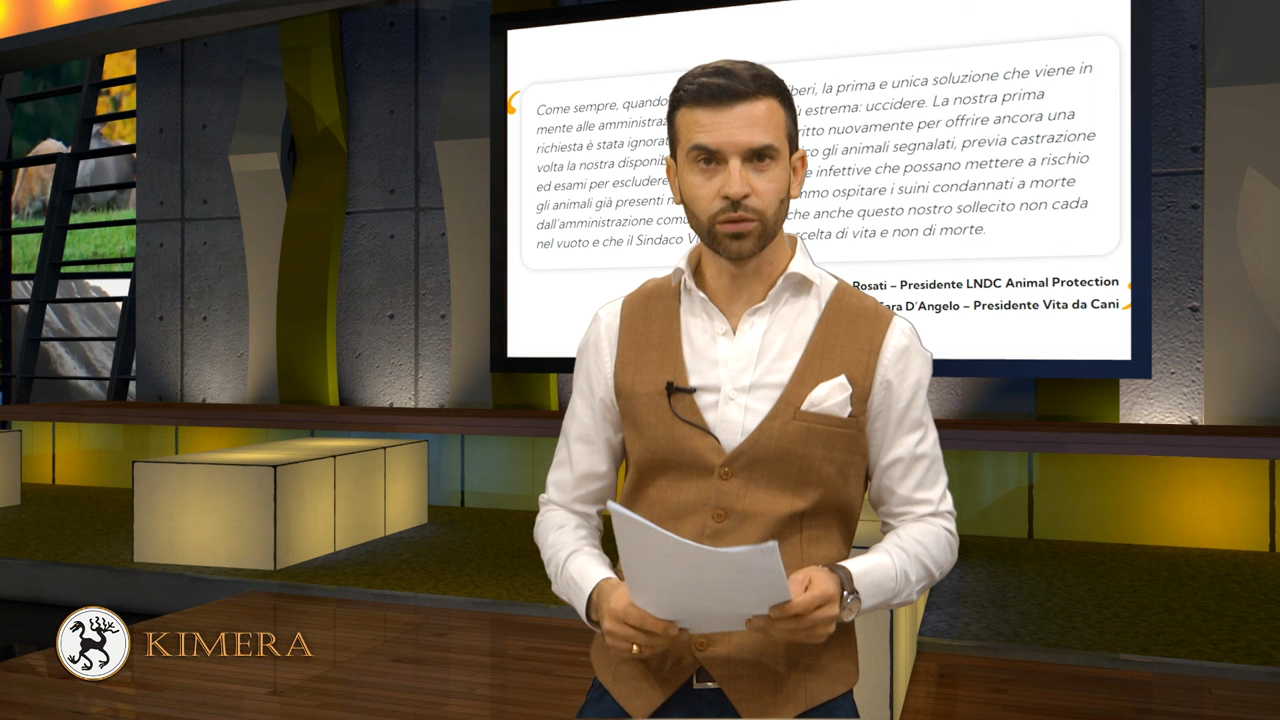 Come sempre, quando iberi, la prima e unica soluzione che viene in
mente alle amministraz estrema: uccidere. La nostra prima
richiesta è stata ignorat ritto nuovamente per offrire ancora una
volta la nostra disponib co gli animali segnalati, previa castrazione
ed esami per escludere e infettive che possano mettere a rischio
gli animali già presenti n mmo ospitare i suini condannati a morte
dall'amministrazione comu che anche questo nostro sollecito non cada
nel vuoto e che il Sindaco V scelta di vita e non di morte.
Rosati – Presidente LNDC Animal Protection
Sara D'Angelo – Presidente Vita da Cani
KIMERA